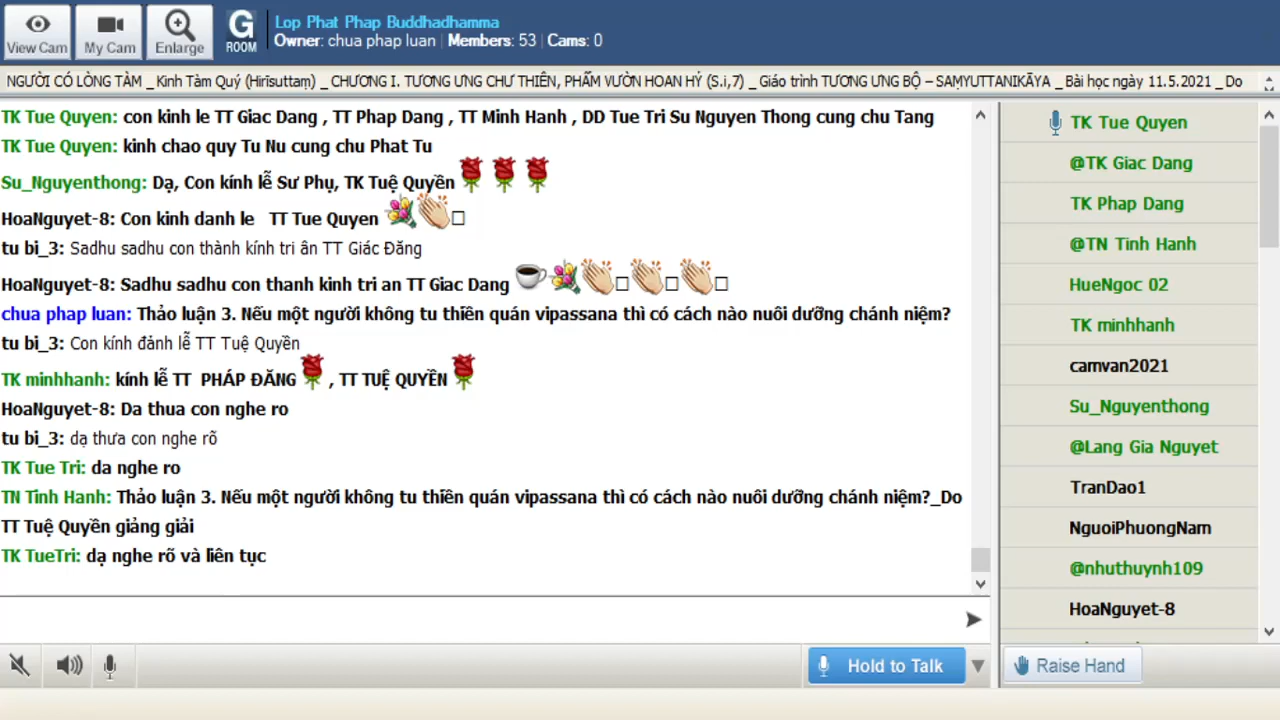 View Cam
My Cam
Enlarge
G
ROOM
Lop Phat Phap Buddhadhamma
Owner: chua phap luan | Members: 53 | Cams: 0
NGƯỜI CÓ LÒNG TÀM _ Kinh Tàm Quý (Hirīsuttaṃ) _ CHƯƠNG I. TƯƠNG ƯNG CHƯ THIÊN, PHẨM VƯỜN HOAN HỶ (S.i,7) _ Giáo trình TƯƠNG ƯNG BỘ – SAṂYUTTANIKĀYA _ Bài học ngày 11.5.2021 _ Do
TK Tue Quyen: con kinh le TT Giac Dang , TT Phap Dang , TT Minh Hanh , DD Tue Tri Su Nguyen Thong cung chu Tang
TK Tue Quyen: kinh chao quy Tu Nu cung chu Phat Tu
Su_Nguyenthong: Dạ, Con kính lễ Sư Phụ, TK Tuệ Quyền
HoaNguyet-8: Con kinh danh le TT Tue Quyen
tu bi_3: Sadhu sadhu con thành kính tri ân TT Giác Đăng
HoaNguyet-8: Sadhu sadhu con thanh kinh tri an TT Giac Dang
chua phap luan: Thảo luận 3. Nếu một người không tu thiền quán vipassana thì có cách nào nuôi dưỡng chánh niệm?
tu bi_3: Con kính đảnh lễ TT Tuệ Quyền
TK minhhanh: kính lễ TT PHÁP ĐĂNG , TT TUỆ QUYỀN
HoaNguyet-8: Da thua con nghe ro
tu bi_3: dạ thưa con nghe rõ
TK Tue Tri: da nghe ro
TN Tinh Hanh: Thảo luận 3. Nếu một người không tu thiền quán vipassana thì có cách nào nuôi dưỡng chánh niệm?_Do
TT Tuệ Quyền giảng giải
TK TueTri: dạ nghe rõ và liên tục
TK Tue Quyen
@TK Giac Dang
TK Phap Dang
@TN Tinh Hanh
HueNgoc 02
TK minhhanh
camvan2021
Su_Nguyenthong
@Lang Gia Nguyet
TranDao1
NguoiPhuongNam
@nhuthuynh109
HoaNguyet-8
Hold to Talk
Raise Hand